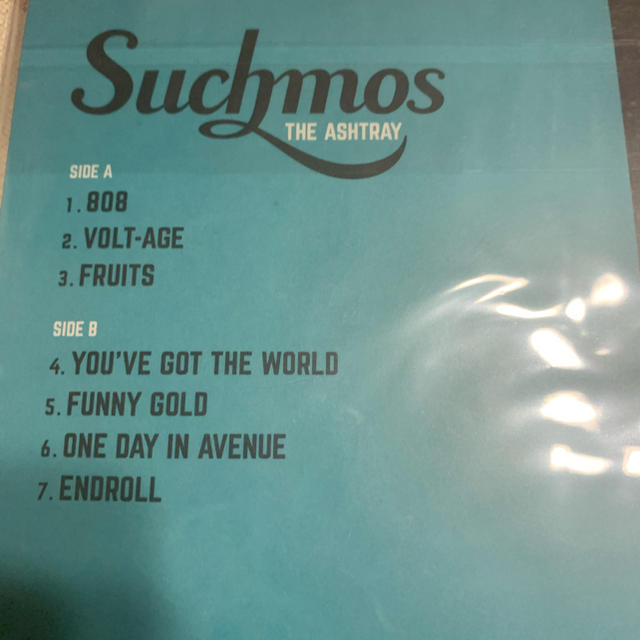 Suchmos
THE ASHTRAY
SIDE A
1. 808
2. VOLT-AGE
3. FRUITS
SIDE B
4. YOU'VE GOT THE WORLD
5. FUNNY GOLD
6. ONE DAY IN AVENUE
7. ENDROLL